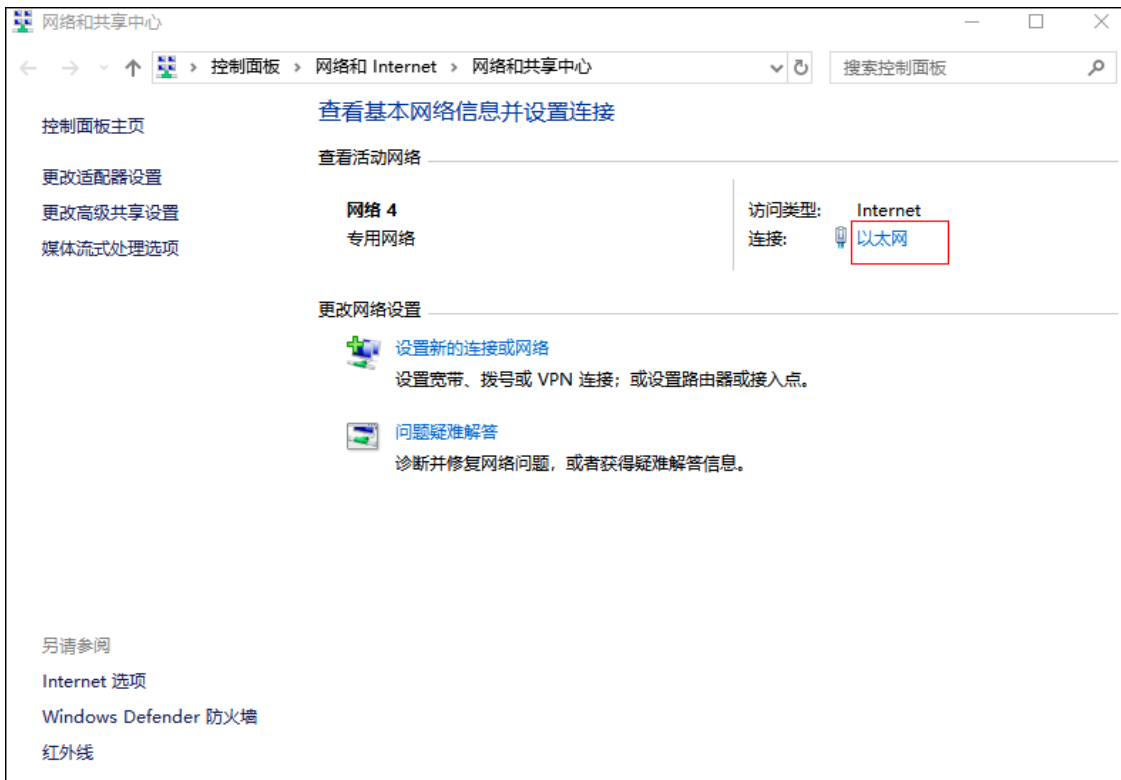 网络和共享中心
控制面板 > 网络和 Internet > 网络和共享中心
搜索控制面板
控制面板主页
更改适配器设置
更改高级共享设置
媒体流式处理选项
查看基本网络信息并设置连接
查看活动网络
网络 4
专用网络
访问类型: Internet
连接: 以太网
更改网络设置
设置新的连接或网络
设置宽带、拨号或 VPN 连接；或设置路由器或接入点。
问题疑难解答
诊断并修复网络问题，或者获得疑难解答信息。
另请参阅
Internet 选项
Windows Defender 防火墙
红外线